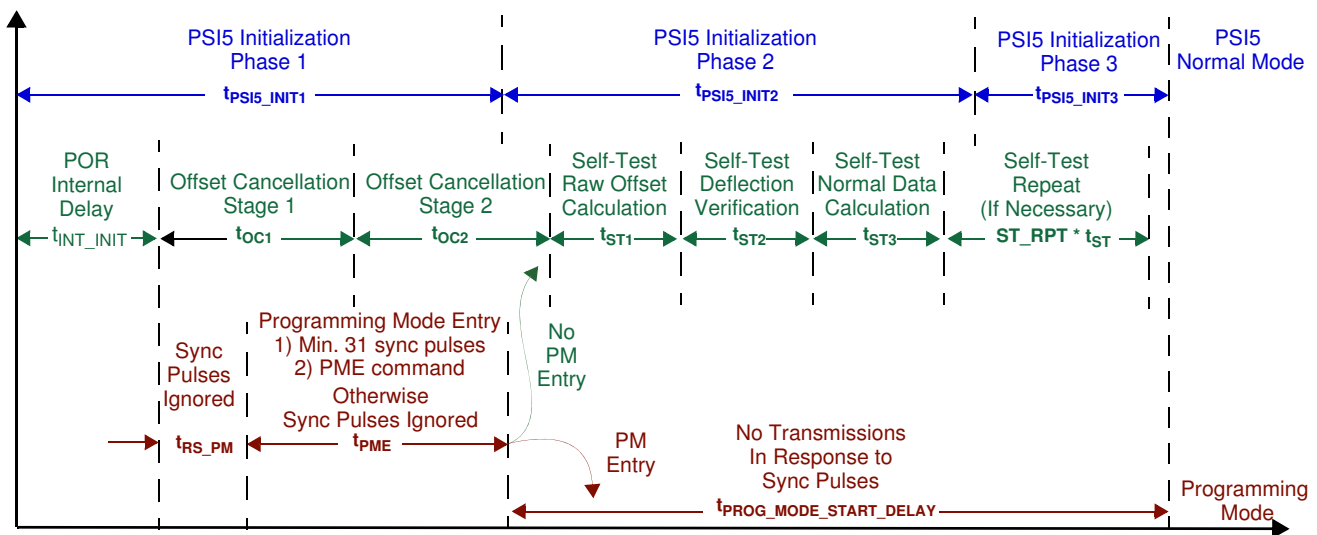 PSI5 Initialization
Phase 1
tPSI5_INIT1
PSI5 Initialization
Phase 2
tPSI5_INIT2
PSI5 Initialization
Phase 3
tPSI5_INIT3
PSI5
Normal Mode
POR
Internal
Delay
tINT_INIT
Offset Cancellation
Stage 1
tOC1
Offset Cancellation
Stage 2
tOC2
Self-Test
Raw Offset
Calculation
tST1
Self-Test
Deflection
Verification
tST2
Self-Test
Normal Data
Calculation
tST3
Self-Test
Repeat
(If Necessary)
ST_RPT * tST
Sync
Pulses
Ignored
tRS_PM
Programming Mode Entry
1) Min. 31 sync pulses
2) PME command
Otherwise
Sync Pulses Ignored
tPME
No
PM
Entry
PM
Entry
No Transmissions
In Response to
Sync Pulses
tPROG_MODE_START_DELAY
Programming
Mode